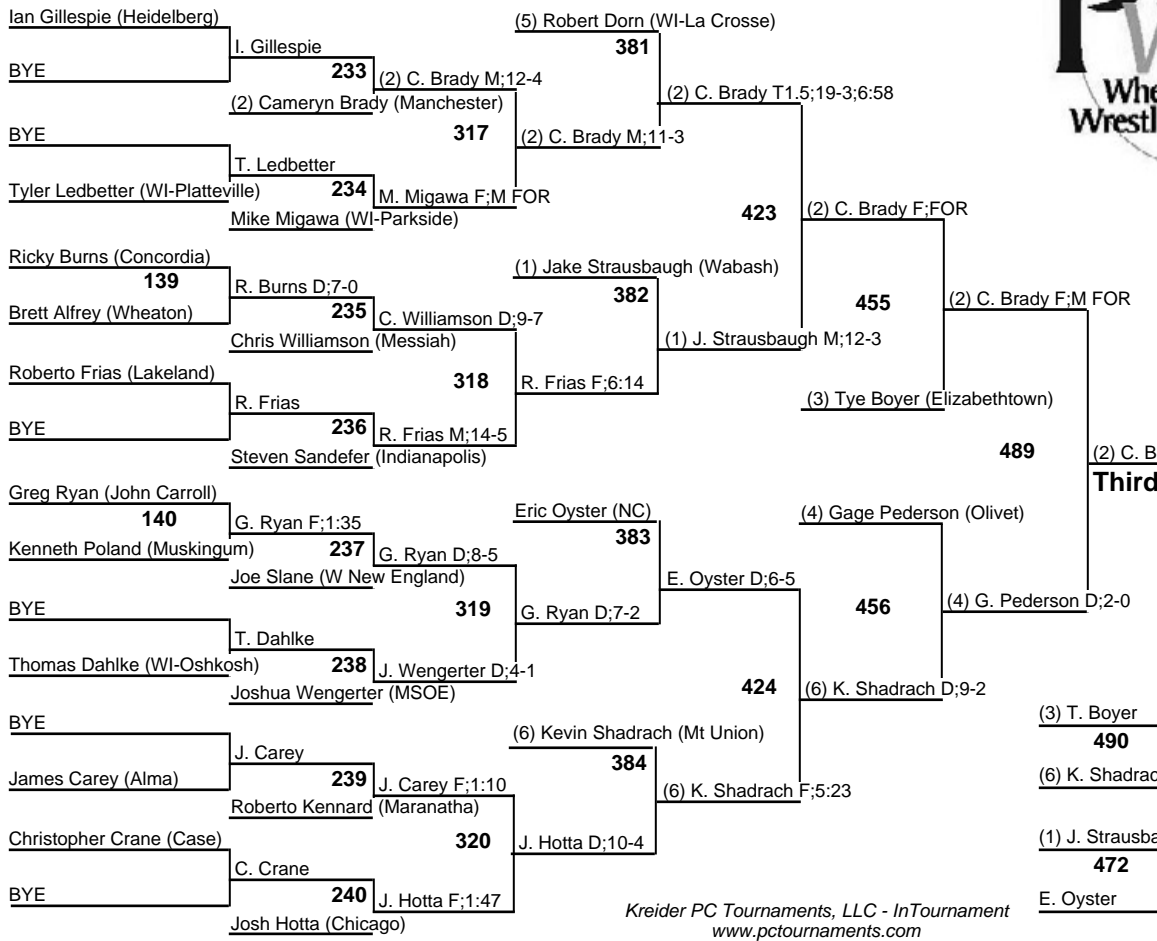 Ian Gillespie (Heidelberg)
BYE
I. Gillespie
233
(2) Cameryn Brady (Manchester)
(2) C. Brady M;12-4
BYE
Tyler Ledbetter (WI-Platteville)
T. Ledbetter
234
Mike Migawa (WI-Parkside)
M. Migawa F;M FOR
317
(2) C. Brady M;11-3
(5) Robert Dorn (WI-La Crosse)
381
(2) C. Brady T1.5;19-3;6:58
Ricky Burns (Concordia)
139
Brett Alfrey (Wheaton)
R. Burns D;7-0
235
Chris Williamson (Messiah)
C. Williamson D;9-7
Roberto Frias (Lakeland)
BYE
R. Frias
236
Steven Sandefer (Indianapolis)
R. Frias M;14-5
318
R. Frias F;6:14
(1) Jake Strausbaugh (Wabash)
382
(1) J. Strausbaugh M;12-3
423
(2) C. Brady F;FOR
455
(3) Tye Boyer (Elizabethtown)
(2) C. Brady F;M FOR
Greg Ryan (John Carroll)
140
Kenneth Poland (Muskingum)
G. Ryan F;1:35
237
Joe Slane (W New England)
G. Ryan D;8-5
BYE
Thomas Dahlke (WI-Oshkosh)
T. Dahlke
238
Joshua Wengerter (MSOE)
J. Wengerter D;4-1
319
G. Ryan D;7-2
Eric Oyster (NC)
383
E. Oyster D;6-5
BYE
James Carey (Alma)
J. Carey
239
Roberto Kennard (Maranatha)
J. Carey F;1:10
Christopher Crane (Case)
BYE
C. Crane
240
Josh Hotta (Chicago)
J. Hotta F;1:47
320
J. Hotta D;10-4
(6) Kevin Shadrach (Mt Union)
384
(6) K. Shadrach F;5:23
424
(6) K. Shadrach D;9-2
(4) Gage Pederson (Olivet)
456
(4) G. Pederson D;2-0
489
(2) C. B
Third
(3) T. Boyer
490
(6) K. Shadrac
(1) J. Strausba
472
E. Oyster
Whe
Wrestl
Kreider PC Tournaments, LLC - InTournament
www.pctournaments.com